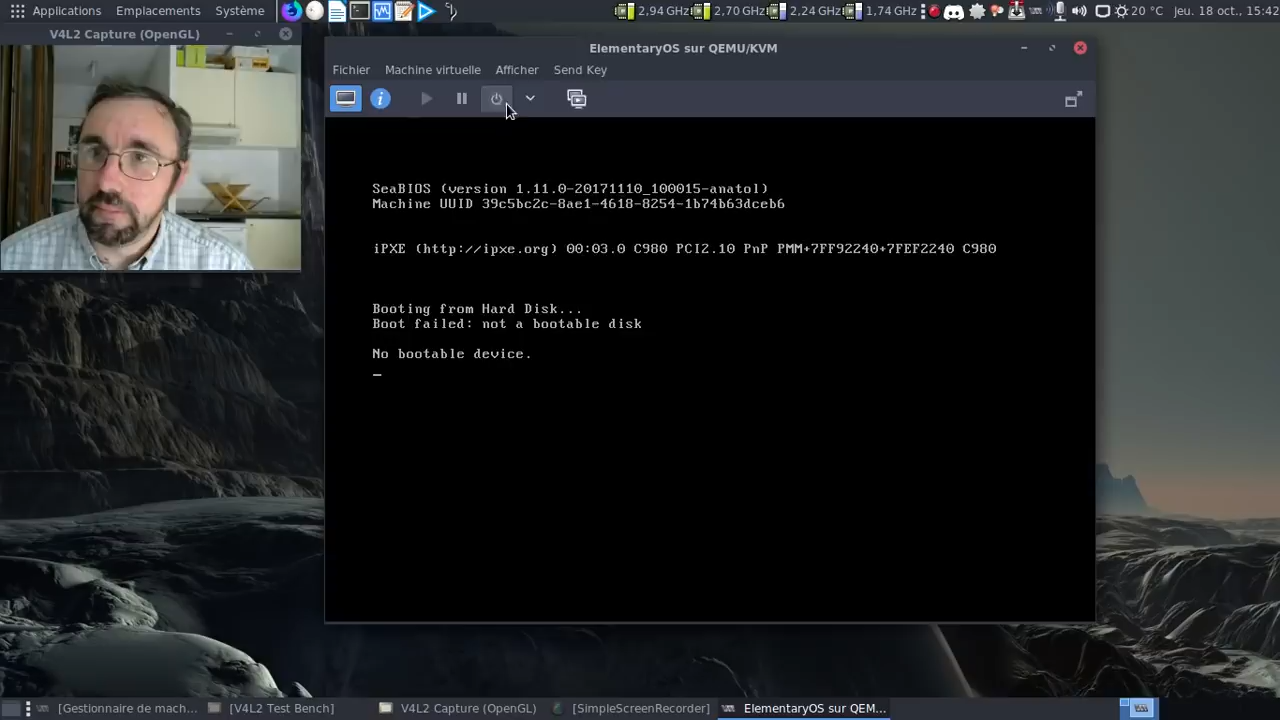 Applications Emplacements Système 2,94 GHz 2,70 GHz 2,24 GHz 1,74 GHz 20 °C jeu. 18 oct., 15:42
V4L2 Capture (OpenGL)
ElementaryOS sur QEMU/KVM
Fichier Machine virtuelle Afficher Send Key
SeaBIOS (version 1.11.0-20171110_100015-anatol)
Machine UUID 39c5bc2c-8ae1-4618-8254-1b74b63dceb6
iPXE (http://ipxe.org) 00:03.0 C980 PCI2.10 PnP PMM+7FF92240+7FEF2240 C980
Booting from Hard Disk...
Boot failed: not a bootable disk
No bootable device.
_
[Gestionnaire de mach... [V4L2 Test Bench] V4L2 Capture (OpenGL) [SimpleScreenRecorder] ElementaryOS sur QEM...